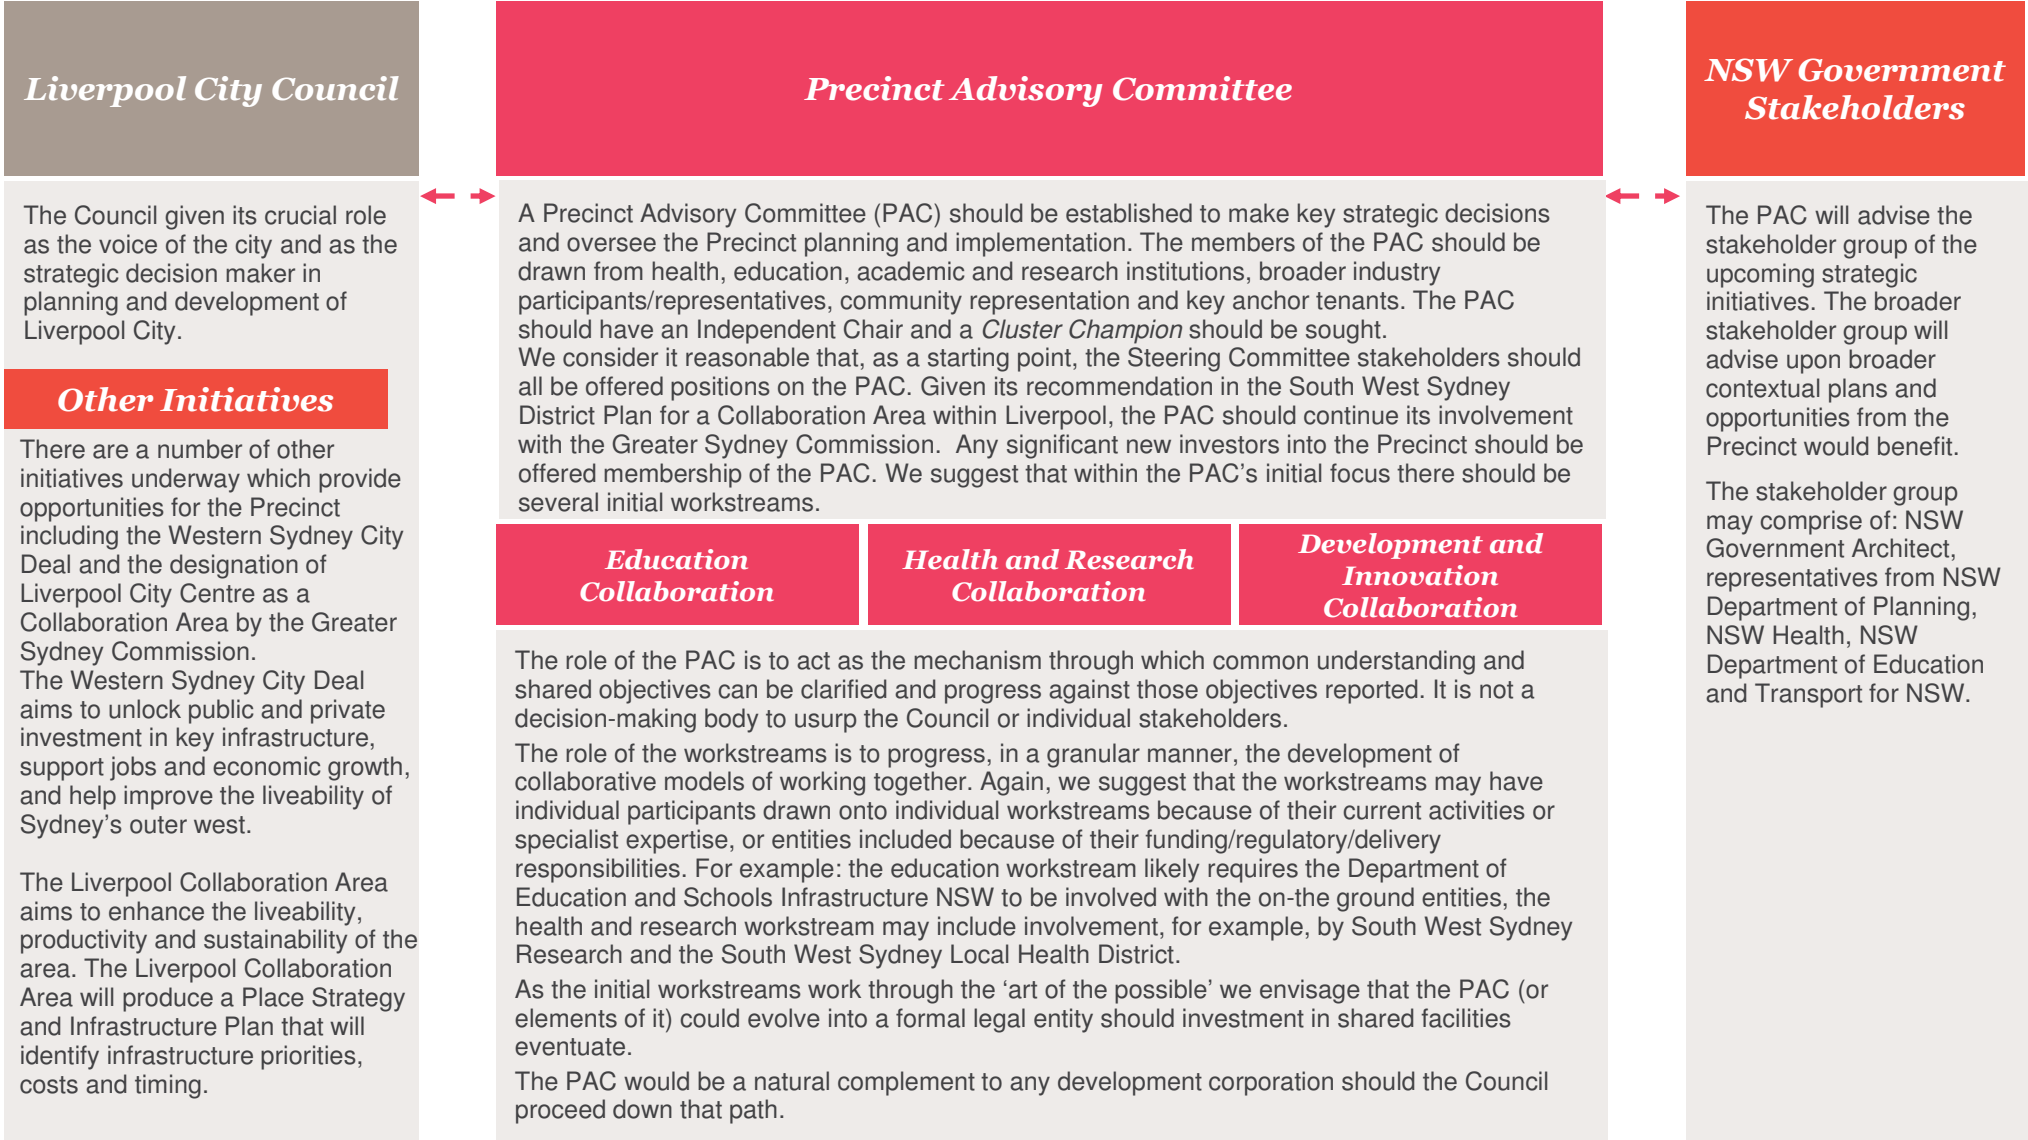 Liverpool City Council
The Council given its crucial role
as the voice of the city and as the
strategic decision maker in
planning and development of
Liverpool City.
Other Initiatives
There are a number of other
initiatives underway which provide
opportunities for the Precinct
including the Western Sydney City
Deal and the designation of
Liverpool City Centre as a
Collaboration Area by the Greater
Sydney Commission.
The Western Sydney City Deal
aims to unlock public and private
investment in key infrastructure,
support jobs and economic growth,
and help improve the liveability of
Sydney’s outer west.
The Liverpool Collaboration Area
aims to enhance the liveability,
productivity and sustainability of the
area. The Liverpool Collaboration
Area will produce a Place Strategy
and Infrastructure Plan that will
identify infrastructure priorities,
costs and timing.
Precinct Advisory Committee
A Precinct Advisory Committee (PAC) should be established to make key strategic decisions
and oversee the Precinct planning and implementation. The members of the PAC should be
drawn from health, education, academic and research institutions, broader industry
participants/representatives, community representation and key anchor tenants. The PAC
should have an Independent Chair and a Cluster Champion should be sought.
We consider it reasonable that, as a starting point, the Steering Committee stakeholders should
all be offered positions on the PAC. Given its recommendation in the South West Sydney
District Plan for a Collaboration Area within Liverpool, the PAC should continue its involvement
with the Greater Sydney Commission.  Any significant new investors into the Precinct should be
offered membership of the PAC. We suggest that within the PAC’s initial focus there should be
several initial workstreams.
Education
Collaboration
Health and Research
Collaboration
Development and
Innovation
Collaboration
The role of the PAC is to act as the mechanism through which common understanding and
shared objectives can be clarified and progress against those objectives reported. It is not a
decision-making body to usurp the Council or individual stakeholders.
The role of the workstreams is to progress, in a granular manner, the development of
collaborative models of working together. Again, we suggest that the workstreams may have
individual participants drawn onto individual workstreams because of their current activities or
specialist expertise, or entities included because of their funding/regulatory/delivery
responsibilities. For example: the education workstream likely requires the Department of
Education and Schools Infrastructure NSW to be involved with the on-the ground entities, the
health and research workstream may include involvement, for example, by South West Sydney
Research and the South West Sydney Local Health District.
As the initial workstreams work through the ‘art of the possible’ we envisage that the PAC (or
elements of it) could evolve into a formal legal entity should investment in shared facilities
eventuate.
The PAC would be a natural complement to any development corporation should the Council
proceed down that path.
NSW Government
Stakeholders
The PAC will advise the
stakeholder group of the
upcoming strategic
initiatives. The broader
stakeholder group will
advise upon broader
contextual plans and
opportunities from the
Precinct would benefit.
The stakeholder group
may comprise of: NSW
Government Architect,
representatives from NSW
Department of Planning,
NSW Health, NSW
Department of Education
and Transport for NSW.